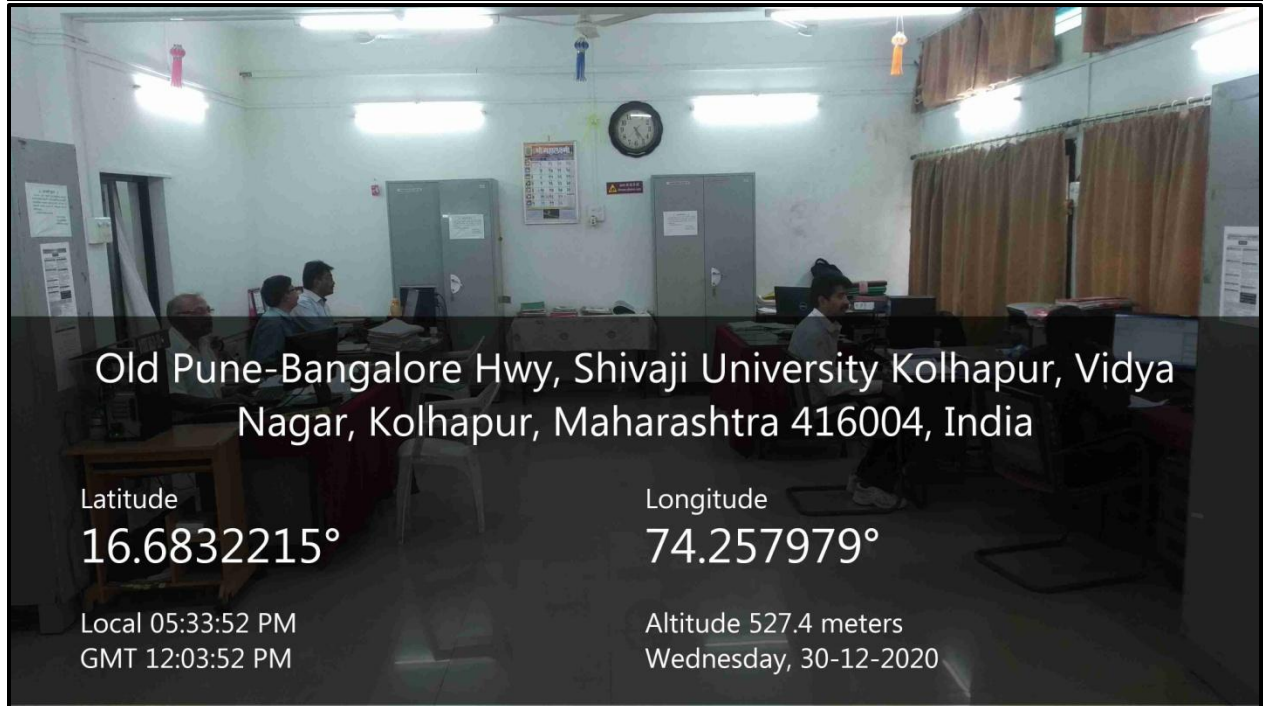 Old Pune-Bangalore Hwy, Shivaji University Kolhapur, Vidya
Nagar, Kolhapur, Maharashtra 416004, India
Latitude
16.6832215°
Longitude
74.257979°
Local 05:33:52 PM
GMT 12:03:52 PM
Altitude 527.4 meters
Wednesday, 30-12-2020